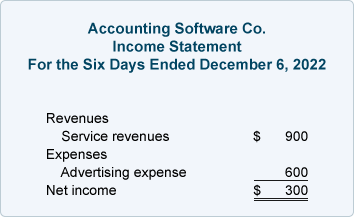 Accounting Software Co.
Income Statement
For the Six Days Ended December 6, 2022
Revenues
Service revenues $ 900
Expenses
Advertising expense 600
Net income $ 300